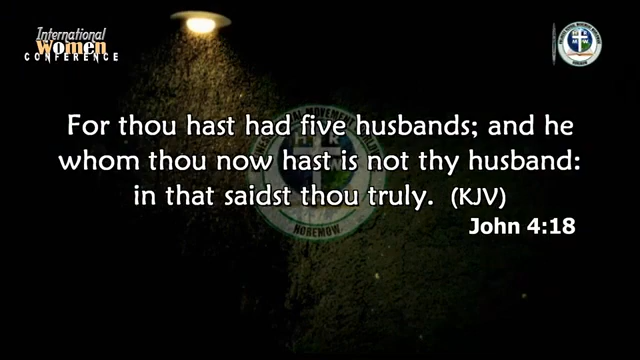 International
Women
CONFERENCE
For thou hast had five husbands; and he
whom thou now hast is not thy husband:
in that saidst thou truly. (KJV)
John 4:18
HOREMOW